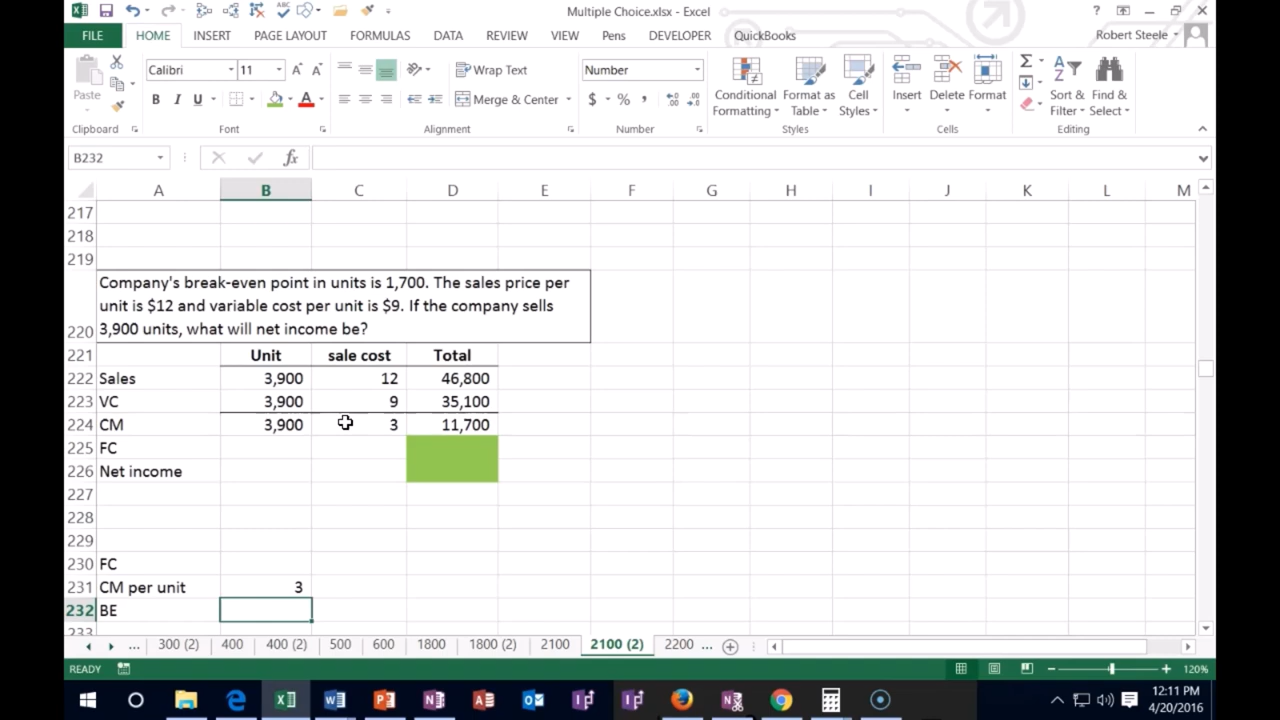 Multiple Choice.xlsx - Excel
FILE HOME INSERT PAGE LAYOUT FORMULAS DATA REVIEW VIEW Pens DEVELOPER QuickBooks Robert Steele
Paste
Calibri 11
Wrap Text
Number
B I U A
Merge & Center
$ % ,
Conditional Formatting
Format as Table
Cell Styles
Insert Delete Format
Sort & Filter
Find & Select
Clipboard Font Alignment Number Styles Cells Editing
B232 fx
A B C D E F G H I J K L M
217
218
219
Company's break-even point in units is 1,700. The sales price per
unit is $12 and variable cost per unit is $9. If the company sells
220 3,900 units, what will net income be?
221 Unit sale cost Total
222 Sales 3,900 12 46,800
223 VC 3,900 9 35,100
224 CM 3,900 3 11,700
225 FC
226 Net income
227
228
229
230 FC
231 CM per unit 3
232 BE
233
... 300 (2) 400 400 (2) 500 600 1800 1800 (2) 2100 2100 (2) 2200 ...
READY 120%
12:11 PM
4/20/2016